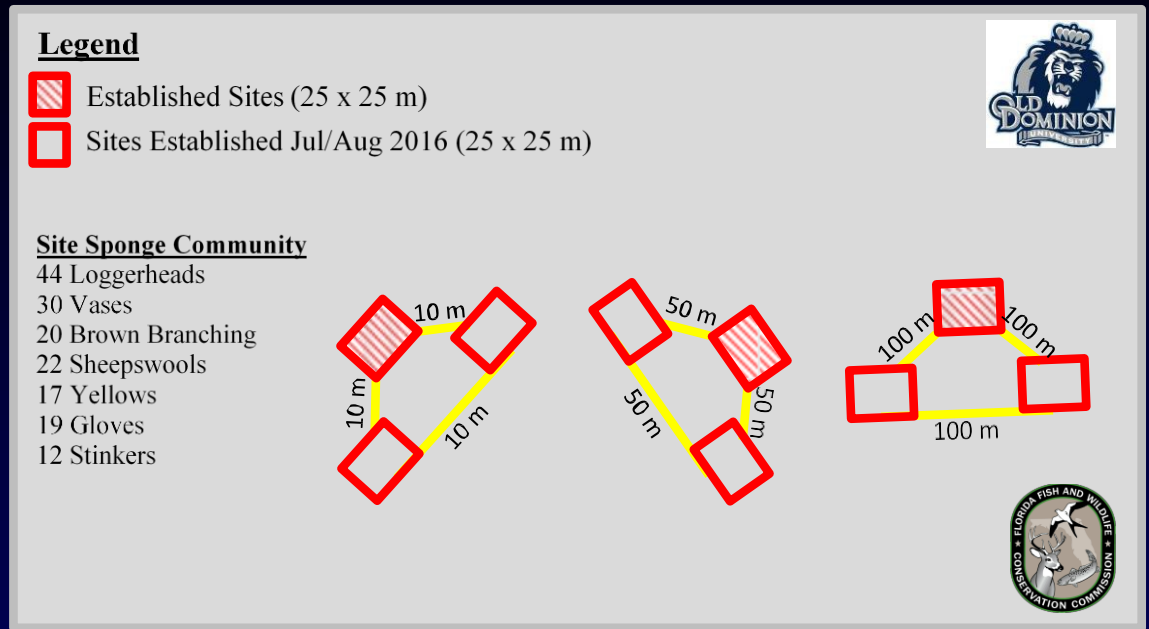 Legend
Established Sites (25 x 25 m)
Sites Established Jul/Aug 2016 (25 x 25 m)
OLD
DOMINION
UNIVERSITY
Site Sponge Community
44 Loggerheads
30 Vases
20 Brown Branching
22 Sheepswools
17 Yellows
19 Gloves
12 Stinkers
10 m
10 m
10 m
50 m
50 m
50 m
100 m
100 m
100 m
FLORIDA FISH AND WILDLIFE
CONSERVATION COMMISSION